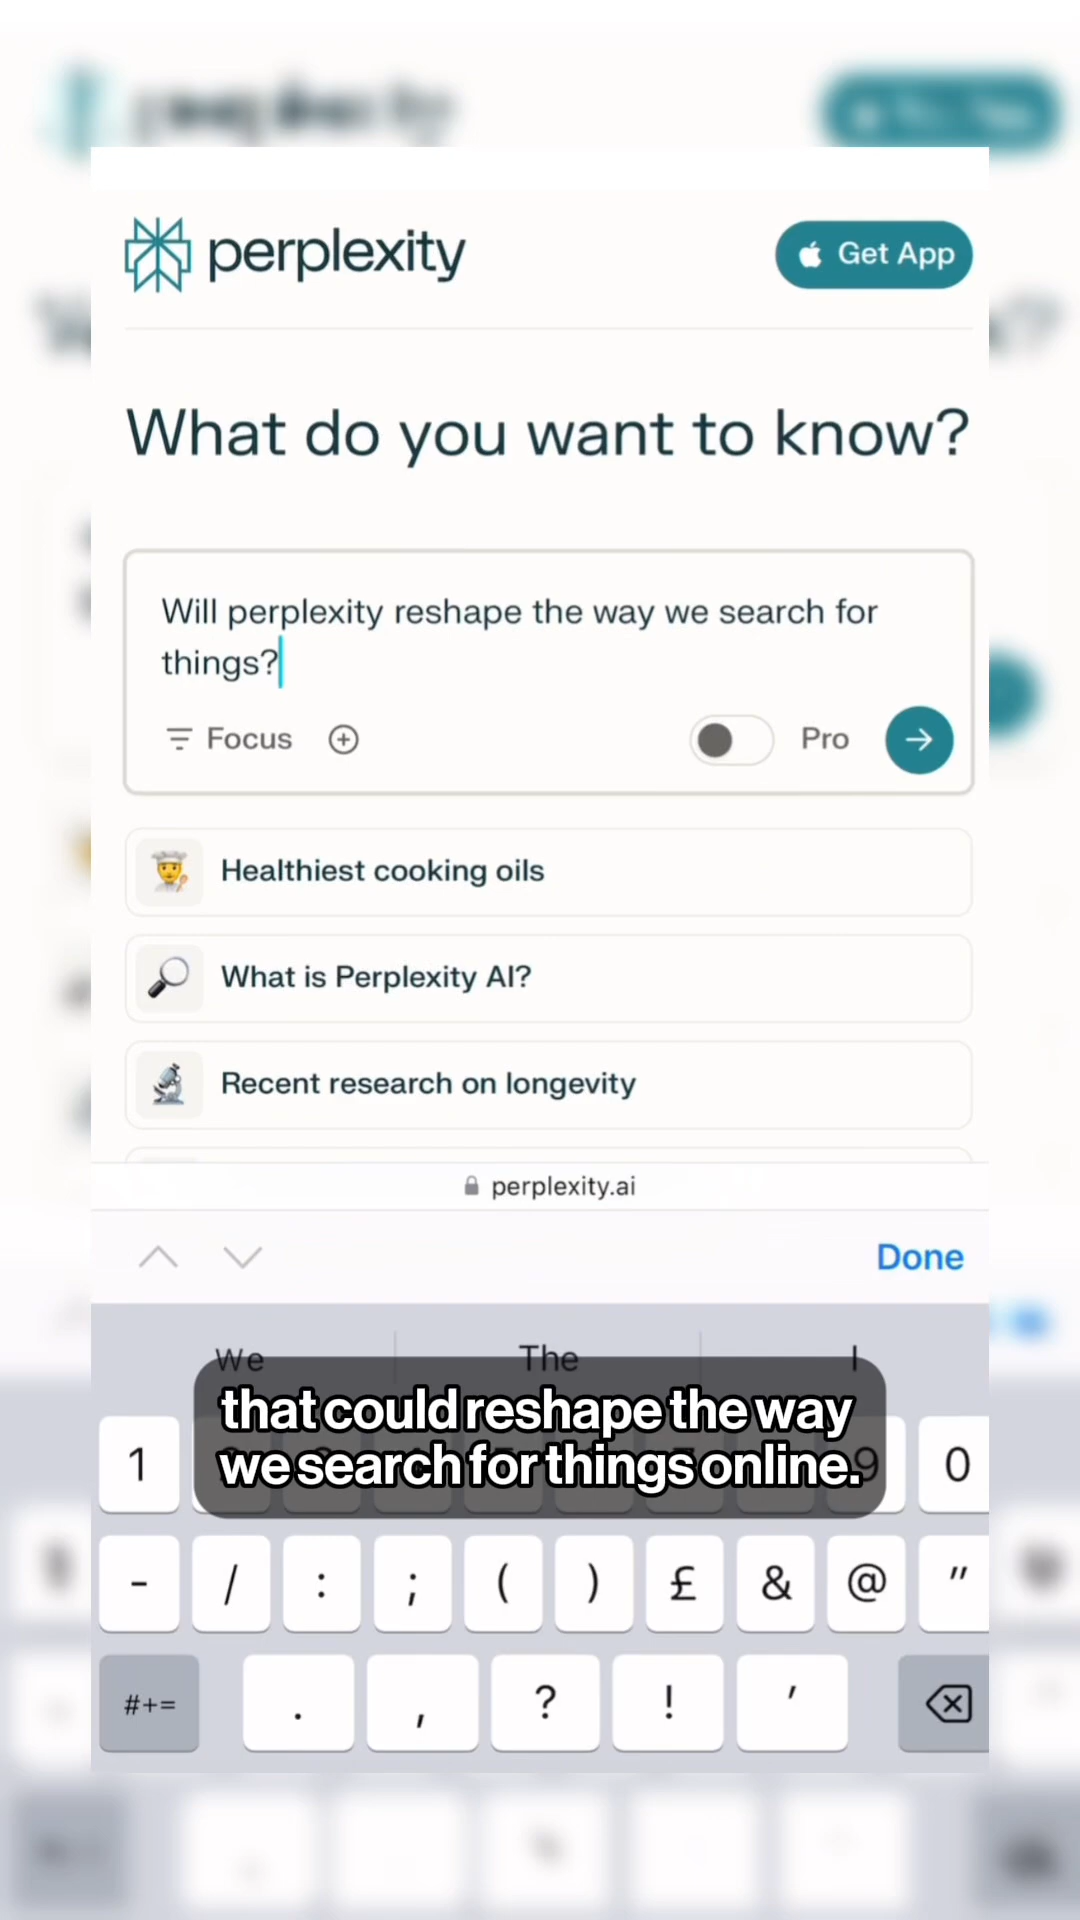 perplexity
Get App
What do you want to know?
Will perplexity reshape the way we search for
things?
Focus
Pro
Healthiest cooking oils
What is Perplexity AI?
Recent research on longevity
perplexity.ai
Done
We The I
that could reshape the way
we search for things online.
1 9 0
- / : ; ( ) £ & @ "
#+= . , ? ! '